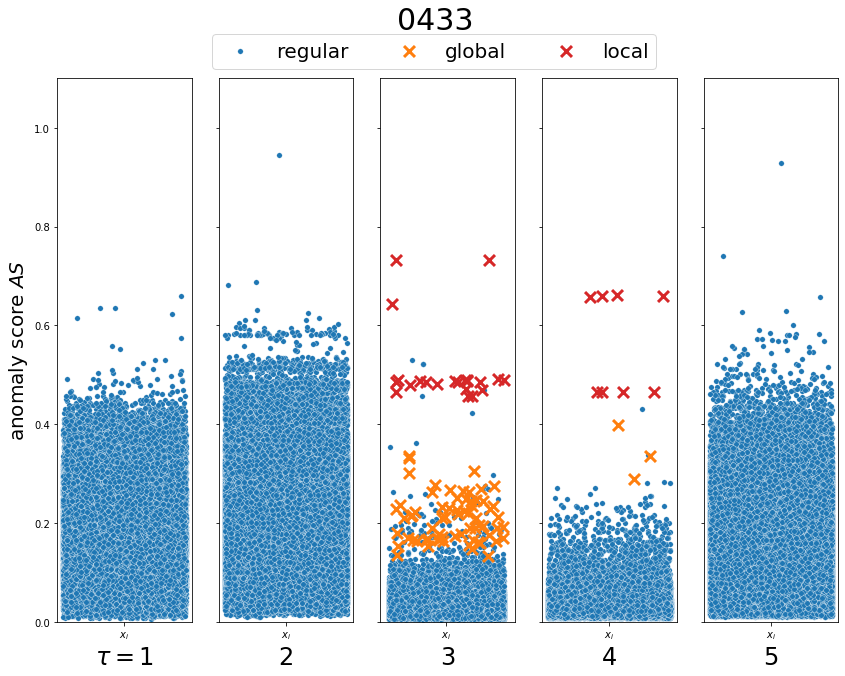 0433
regular global local
anomaly score AS
1.0
0.8
0.6
0.4
0.2
0.0
x_i x_i x_i x_i x_i
τ = 1 2 3 4 5